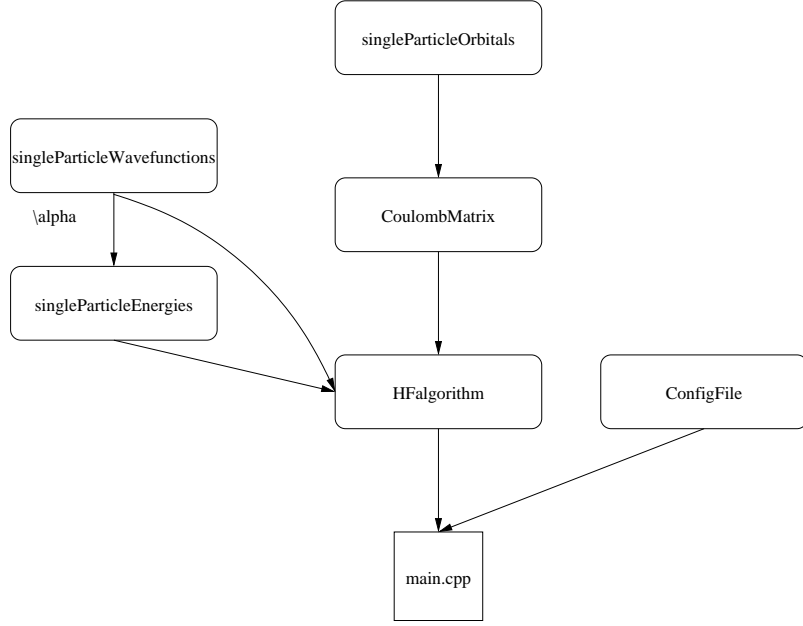 singleParticleOrbitals
singleParticleWavefunctions
CoulombMatrix
\alpha
singleParticleEnergies
HFalgorithm
ConfigFile
main.cpp